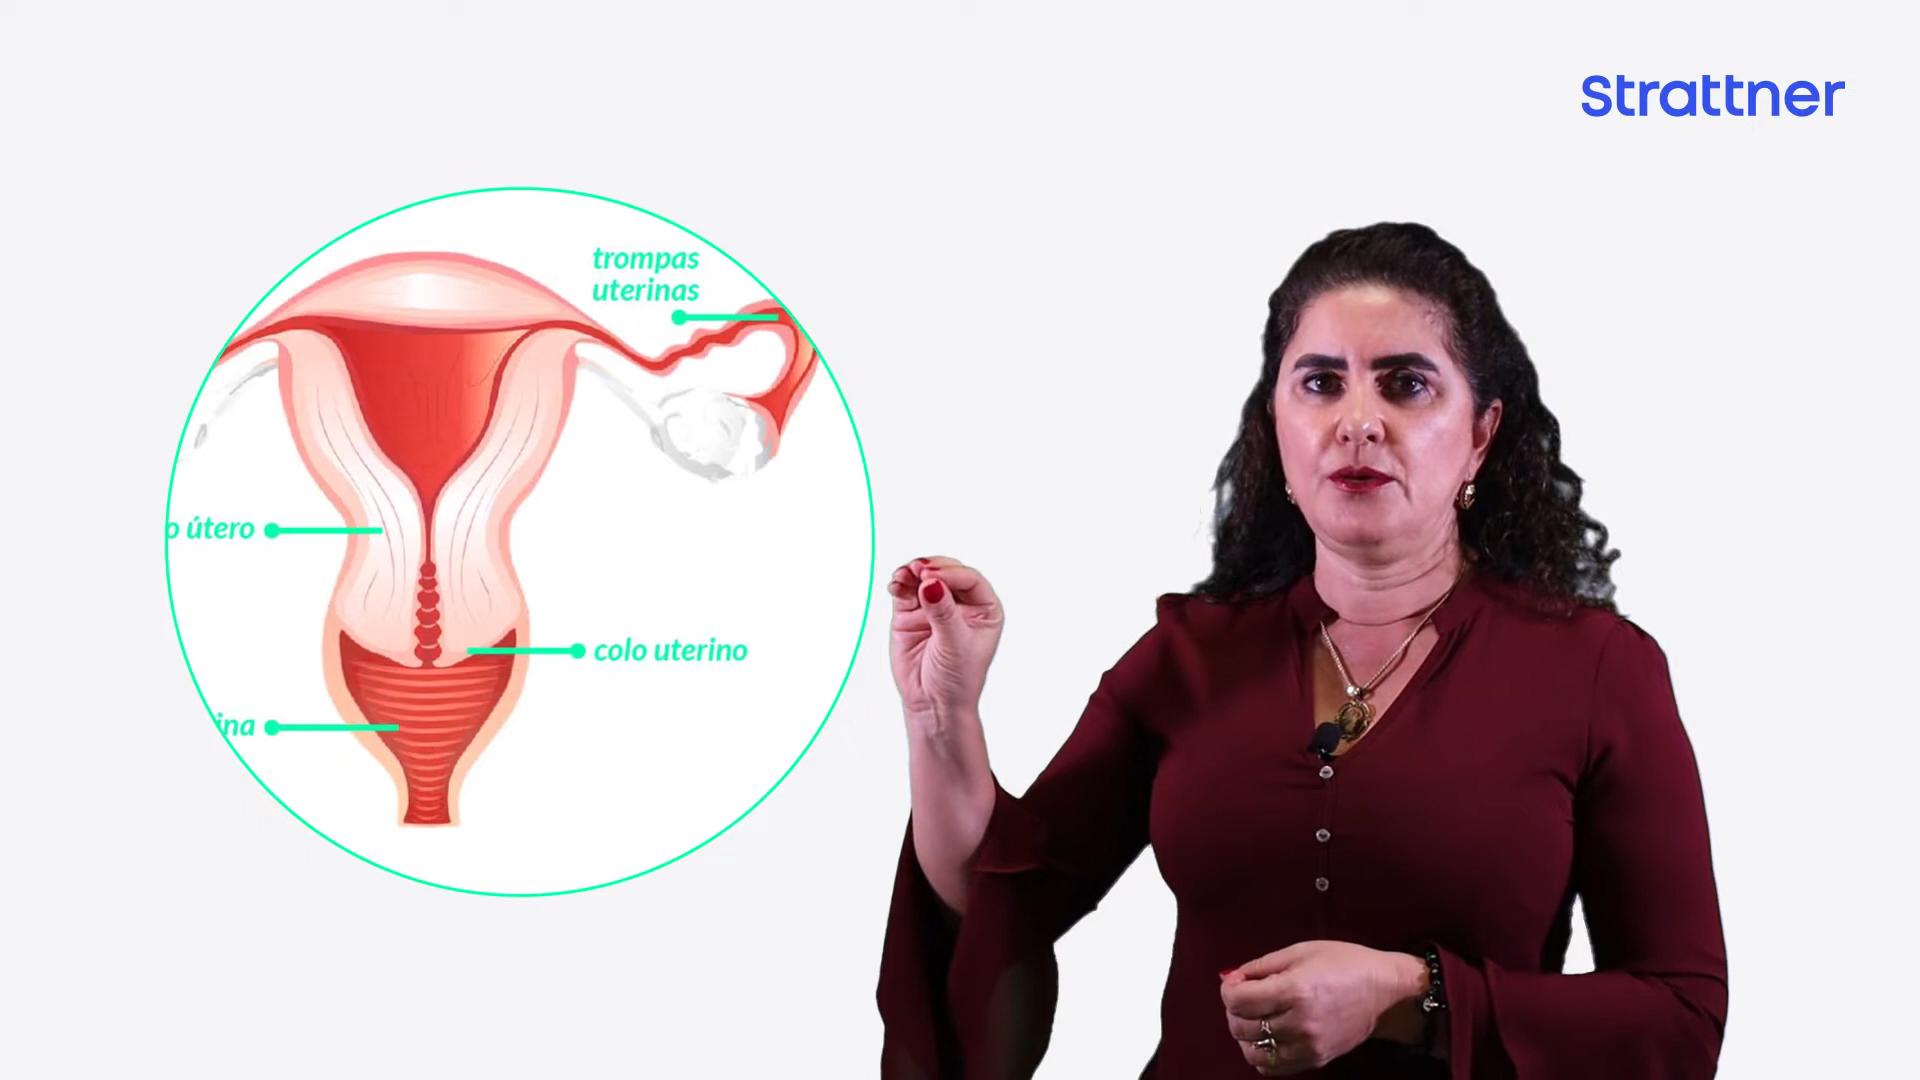 Strattner
trompas
uterinas
o útero
colo uterino
ina